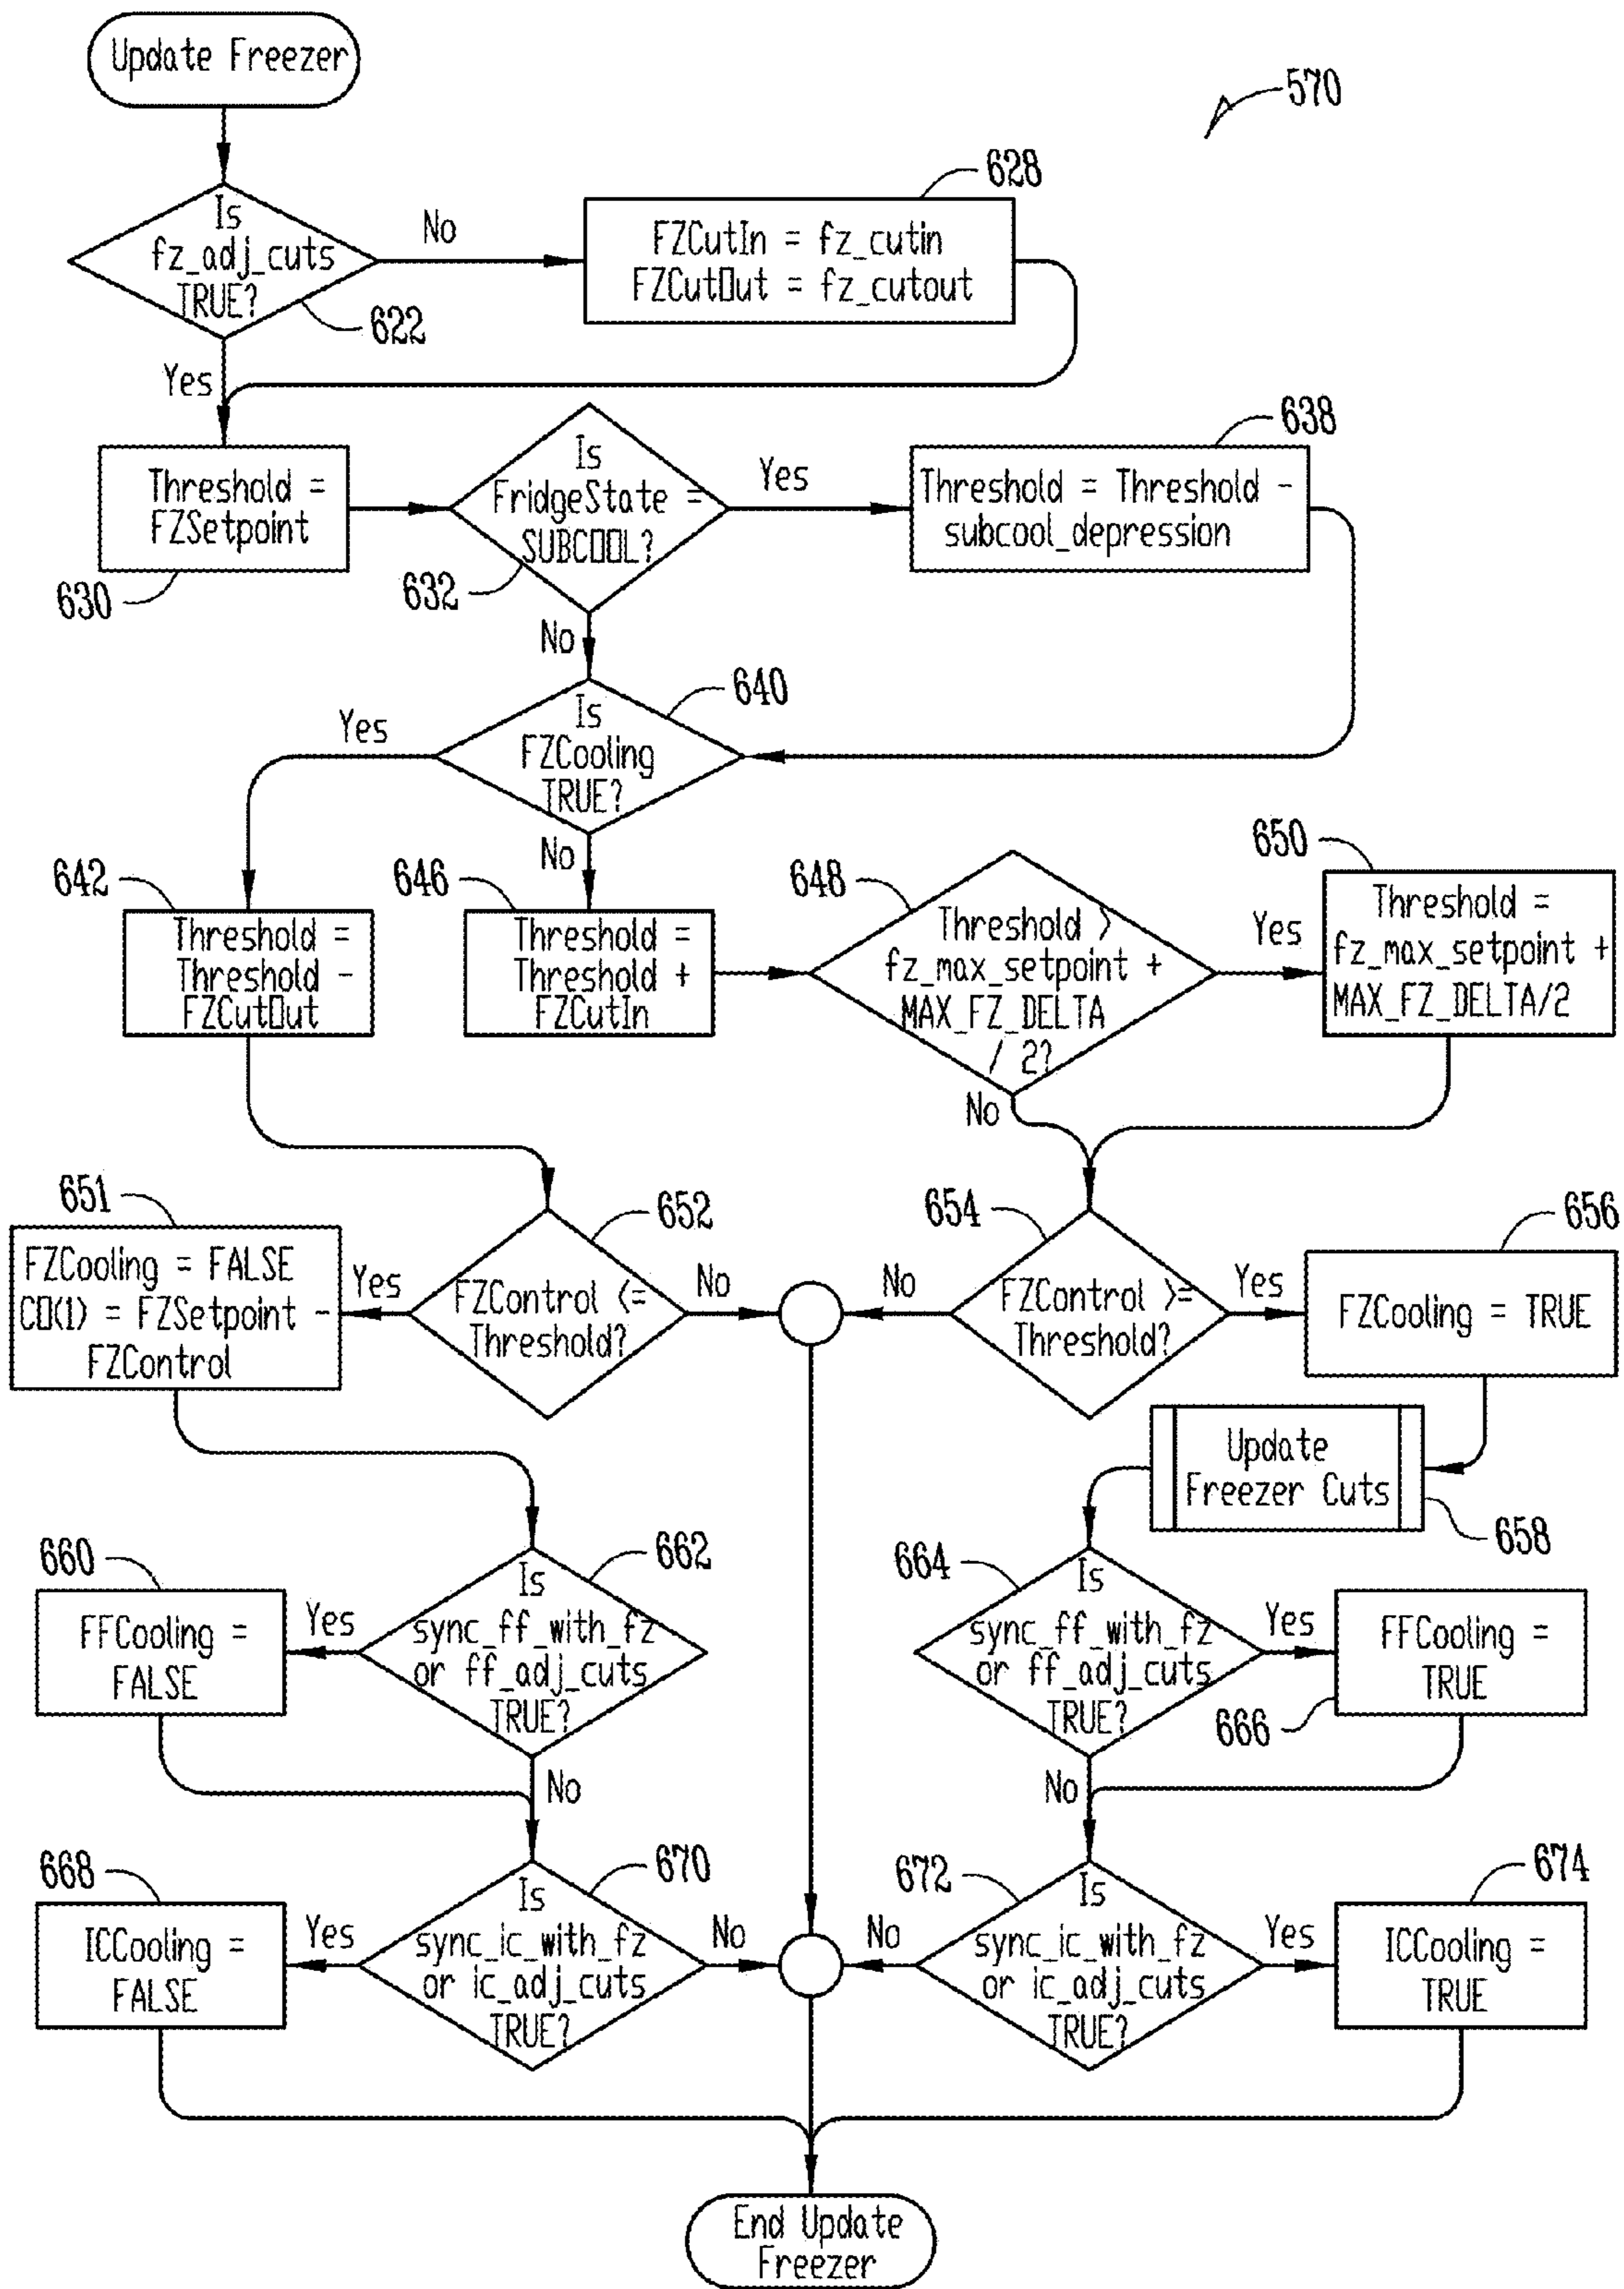 Update Freezer
570
Is
fz_adj_cuts
TRUE?
622
No
Yes
628
FZCutIn = fz_cutin
FZCutOut = fz_cutout
Threshold =
FZSetpoint
630
Is
FridgeState =
SUBCOOL?
632
Yes
No
638
Threshold = Threshold -
subcool_depression
640
Is
FZCooling
TRUE?
Yes
No
642
Threshold =
Threshold -
FZCutOut
646
Threshold =
Threshold +
FZCutIn
648
Threshold >
fz_max_setpoint +
MAX_FZ_DELTA
/ 2?
Yes
No
650
Threshold =
fz_max_setpoint +
MAX_FZ_DELTA/2
651
FZCooling = FALSE
CO(1) = FZSetpoint -
FZControl
Yes
652
FZControl <=
Threshold?
No
No
654
FZControl >=
Threshold?
Yes
656
FZCooling = TRUE
Update
Freezer Cuts
658
660
FFCooling =
FALSE
Yes
662
Is
sync_ff_with_fz
or ff_adj_cuts
TRUE?
No
664
Is
sync_ff_with_fz
or ff_adj_cuts
TRUE?
Yes
No
FFCooling =
TRUE
666
668
ICCooling =
FALSE
Yes
670
Is
sync_ic_with_fz
or ic_adj_cuts
TRUE?
No
No
672
Is
sync_ic_with_fz
or ic_adj_cuts
TRUE?
Yes
674
ICCooling =
TRUE
End Update
Freezer